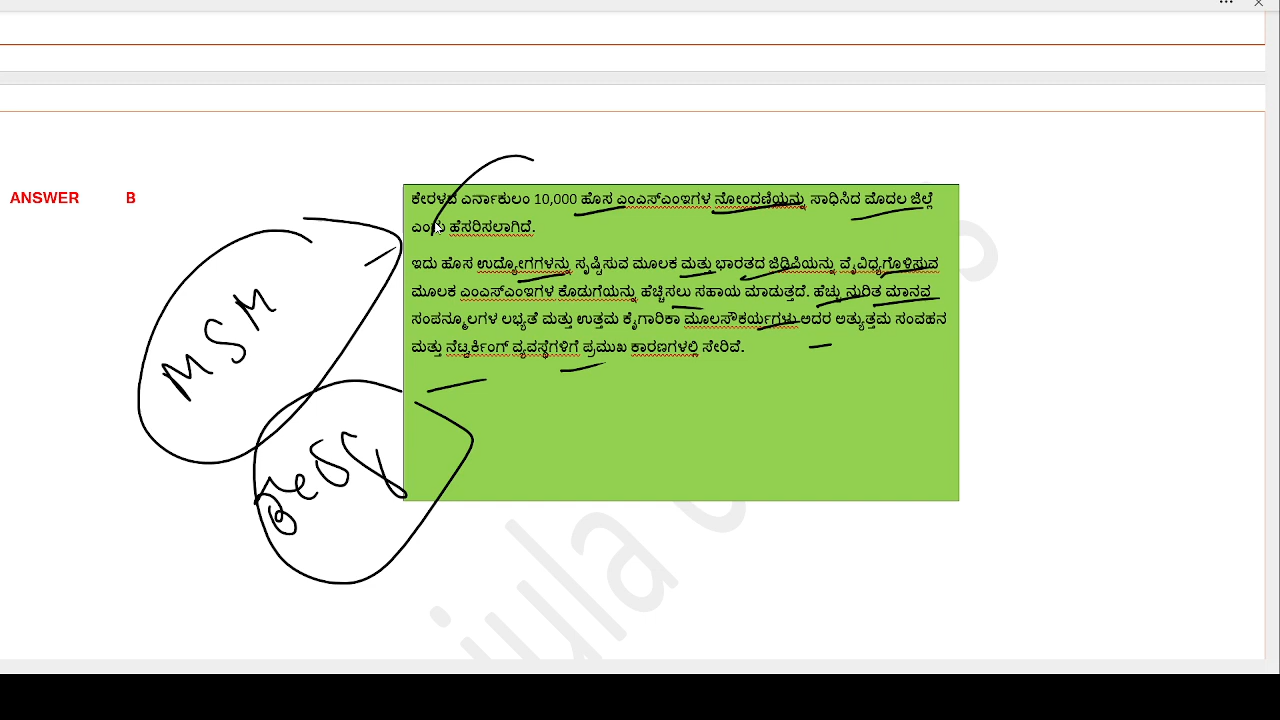 ANSWER B
ಕೇರಳದ ಎರ್ನಾಕುಲಂ 10,000 ಹೊಸ ಎಂಎಸ್ಎಂಇಗಳ ನೋಂದಣಿಯನ್ನು ಸಾಧಿಸಿದ ಮೊದಲ ಜಿಲ್ಲೆ
ಎಂದು ಹೆಸರಿಸಲಾಗಿದೆ.
ಇದು ಹೊಸ ಉದ್ಯೋಗಗಳನ್ನು ಸೃಷ್ಟಿಸುವ ಮೂಲಕ ಮತ್ತು ಭಾರತದ ಜಿಡಿಪಿಯನ್ನು ವೈವಿಧ್ಯಗೊಳಿಸುವ
ಮೂಲಕ ಎಂಎಸ್ಎಂಇಗಳ ಕೊಡುಗೆಯನ್ನು ಹೆಚ್ಚಿಸಲು ಸಹಾಯ ಮಾಡುತ್ತದೆ. ಹೆಚ್ಚು ನುರಿತ ಮಾನವ
ಸಂಪನ್ಮೂಲಗಳ ಲಭ್ಯತೆ ಮತ್ತು ಉತ್ತಮ ಕೈಗಾರಿಕಾ ಮೂಲಸೌಕರ್ಯಗಳು ಅದರ ಅತ್ಯುತ್ತಮ ಸಂವಹನ
ಮತ್ತು ನೆಟ್ವರ್ಕಿಂಗ್ ವ್ಯವಸ್ಥೆಗಳಿಗೆ ಪ್ರಮುಖ ಕಾರಣಗಳಲ್ಲಿ ಸೇರಿವೆ.
MSM